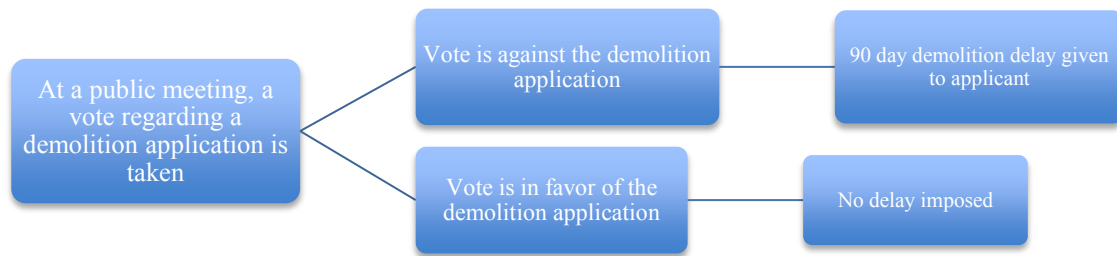 At a public meeting, a
vote regarding a
demolition application is
taken
Vote is against the demolition
application
90 day demolition delay given
to applicant
Vote is in favor of the
demolition application
No delay imposed